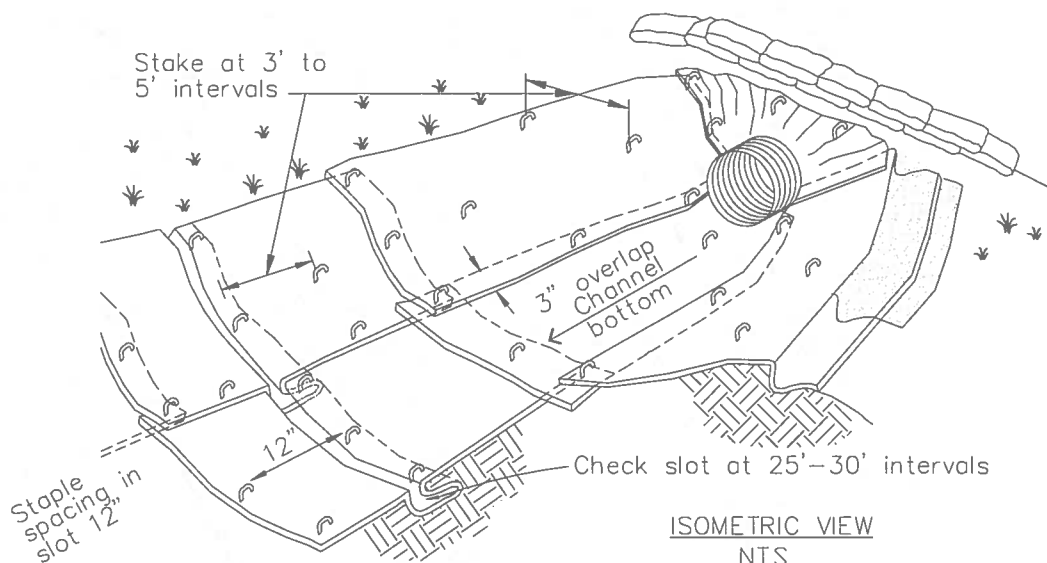 Stake at 3' to
5' intervals
3" overlap
Channel
bottom
12"
Staple
spacing in
slot 12"
Check slot at 25'-30' intervals
ISOMETRIC VIEW
NTS